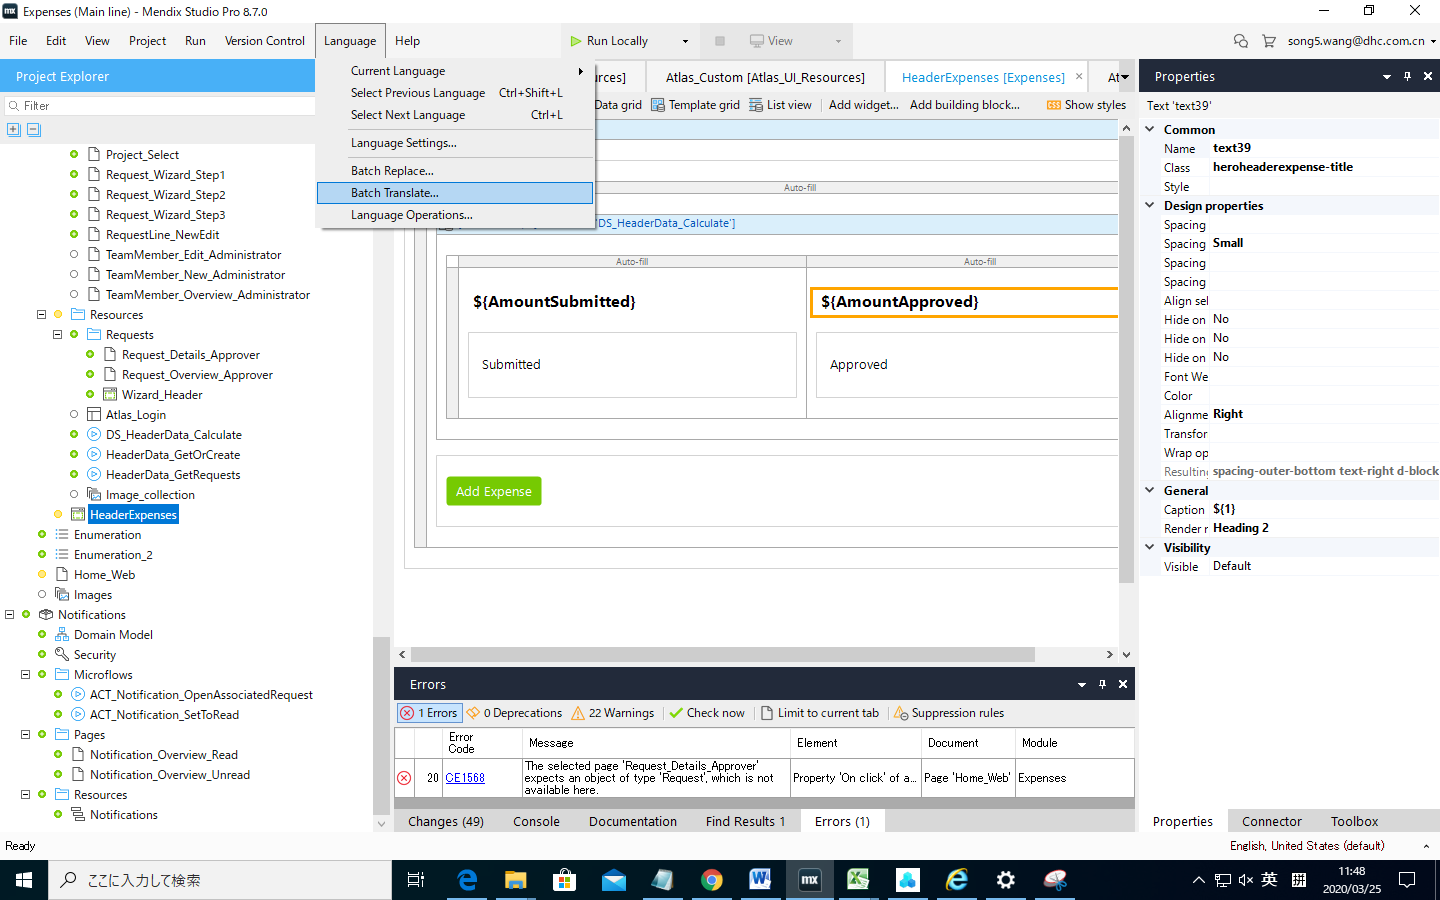 Expenses (Main line) - Mendix Studio Pro 8.7.0
File Edit View Project Run Version Control Language Help
Run Locally
View
song5.wang@dhc.com.cn
Project Explorer
Filter
Project_Select
Request_Wizard_Step1
Request_Wizard_Step2
Request_Wizard_Step3
RequestLine_NewEdit
TeamMember_Edit_Administrator
TeamMember_New_Administrator
TeamMember_Overview_Administrator
Resources
Requests
Request_Details_Approver
Request_Overview_Approver
Wizard_Header
Atlas_Login
DS_HeaderData_Calculate
HeaderData_GetOrCreate
HeaderData_GetRequests
Image_collection
HeaderExpenses
Enumeration
Enumeration_2
Home_Web
Images
Notifications
Domain Model
Security
Microflows
ACT_Notification_OpenAssociatedRequest
ACT_Notification_SetToRead
Pages
Notification_Overview_Read
Notification_Overview_Unread
Resources
Notifications
Current Language
Select Previous Language Ctrl+Shift+L
Select Next Language Ctrl+L
Language Settings...
Batch Replace...
Batch Translate...
Language Operations...
urces] Atlas_Custom [Atlas_UI_Resources] HeaderExpenses [Expenses] At
Data grid Template grid List view Add widget... Add building block... Show styles
Auto-fill
'DS_HeaderData_Calculate']
Auto-fill Auto-fill
${AmountSubmitted} ${AmountApproved}
Submitted Approved
Add Expense
Errors
1 Errors 0 Deprecations 22 Warnings Check now Limit to current tab Suppression rules
Error Code Message Element Document Module
20 CE1568 The selected page 'Request_Details_Approver'
expects an object of type 'Request', which is not
available here.
Property 'On click' of a... Page 'Home_Web' Expenses
Changes (49) Console Documentation Find Results 1 Errors (1)
Properties
Text 'text39'
Common
Name text39
Class heroheaderexpense-title
Style
Design properties
Spacing
Spacing Small
Spacing
Spacing
Align sel
Hide on No
Hide on No
Hide on No
Font We
Color
Alignme Right
Transfor
Wrap op
Resulting spacing-outer-bottom text-right d-block
General
Caption ${1}
Render r Heading 2
Visibility
Visible Default
Properties Connector Toolbox
Ready
English, United States (default)
ここに入力して検索
英
11:48
2020/03/25